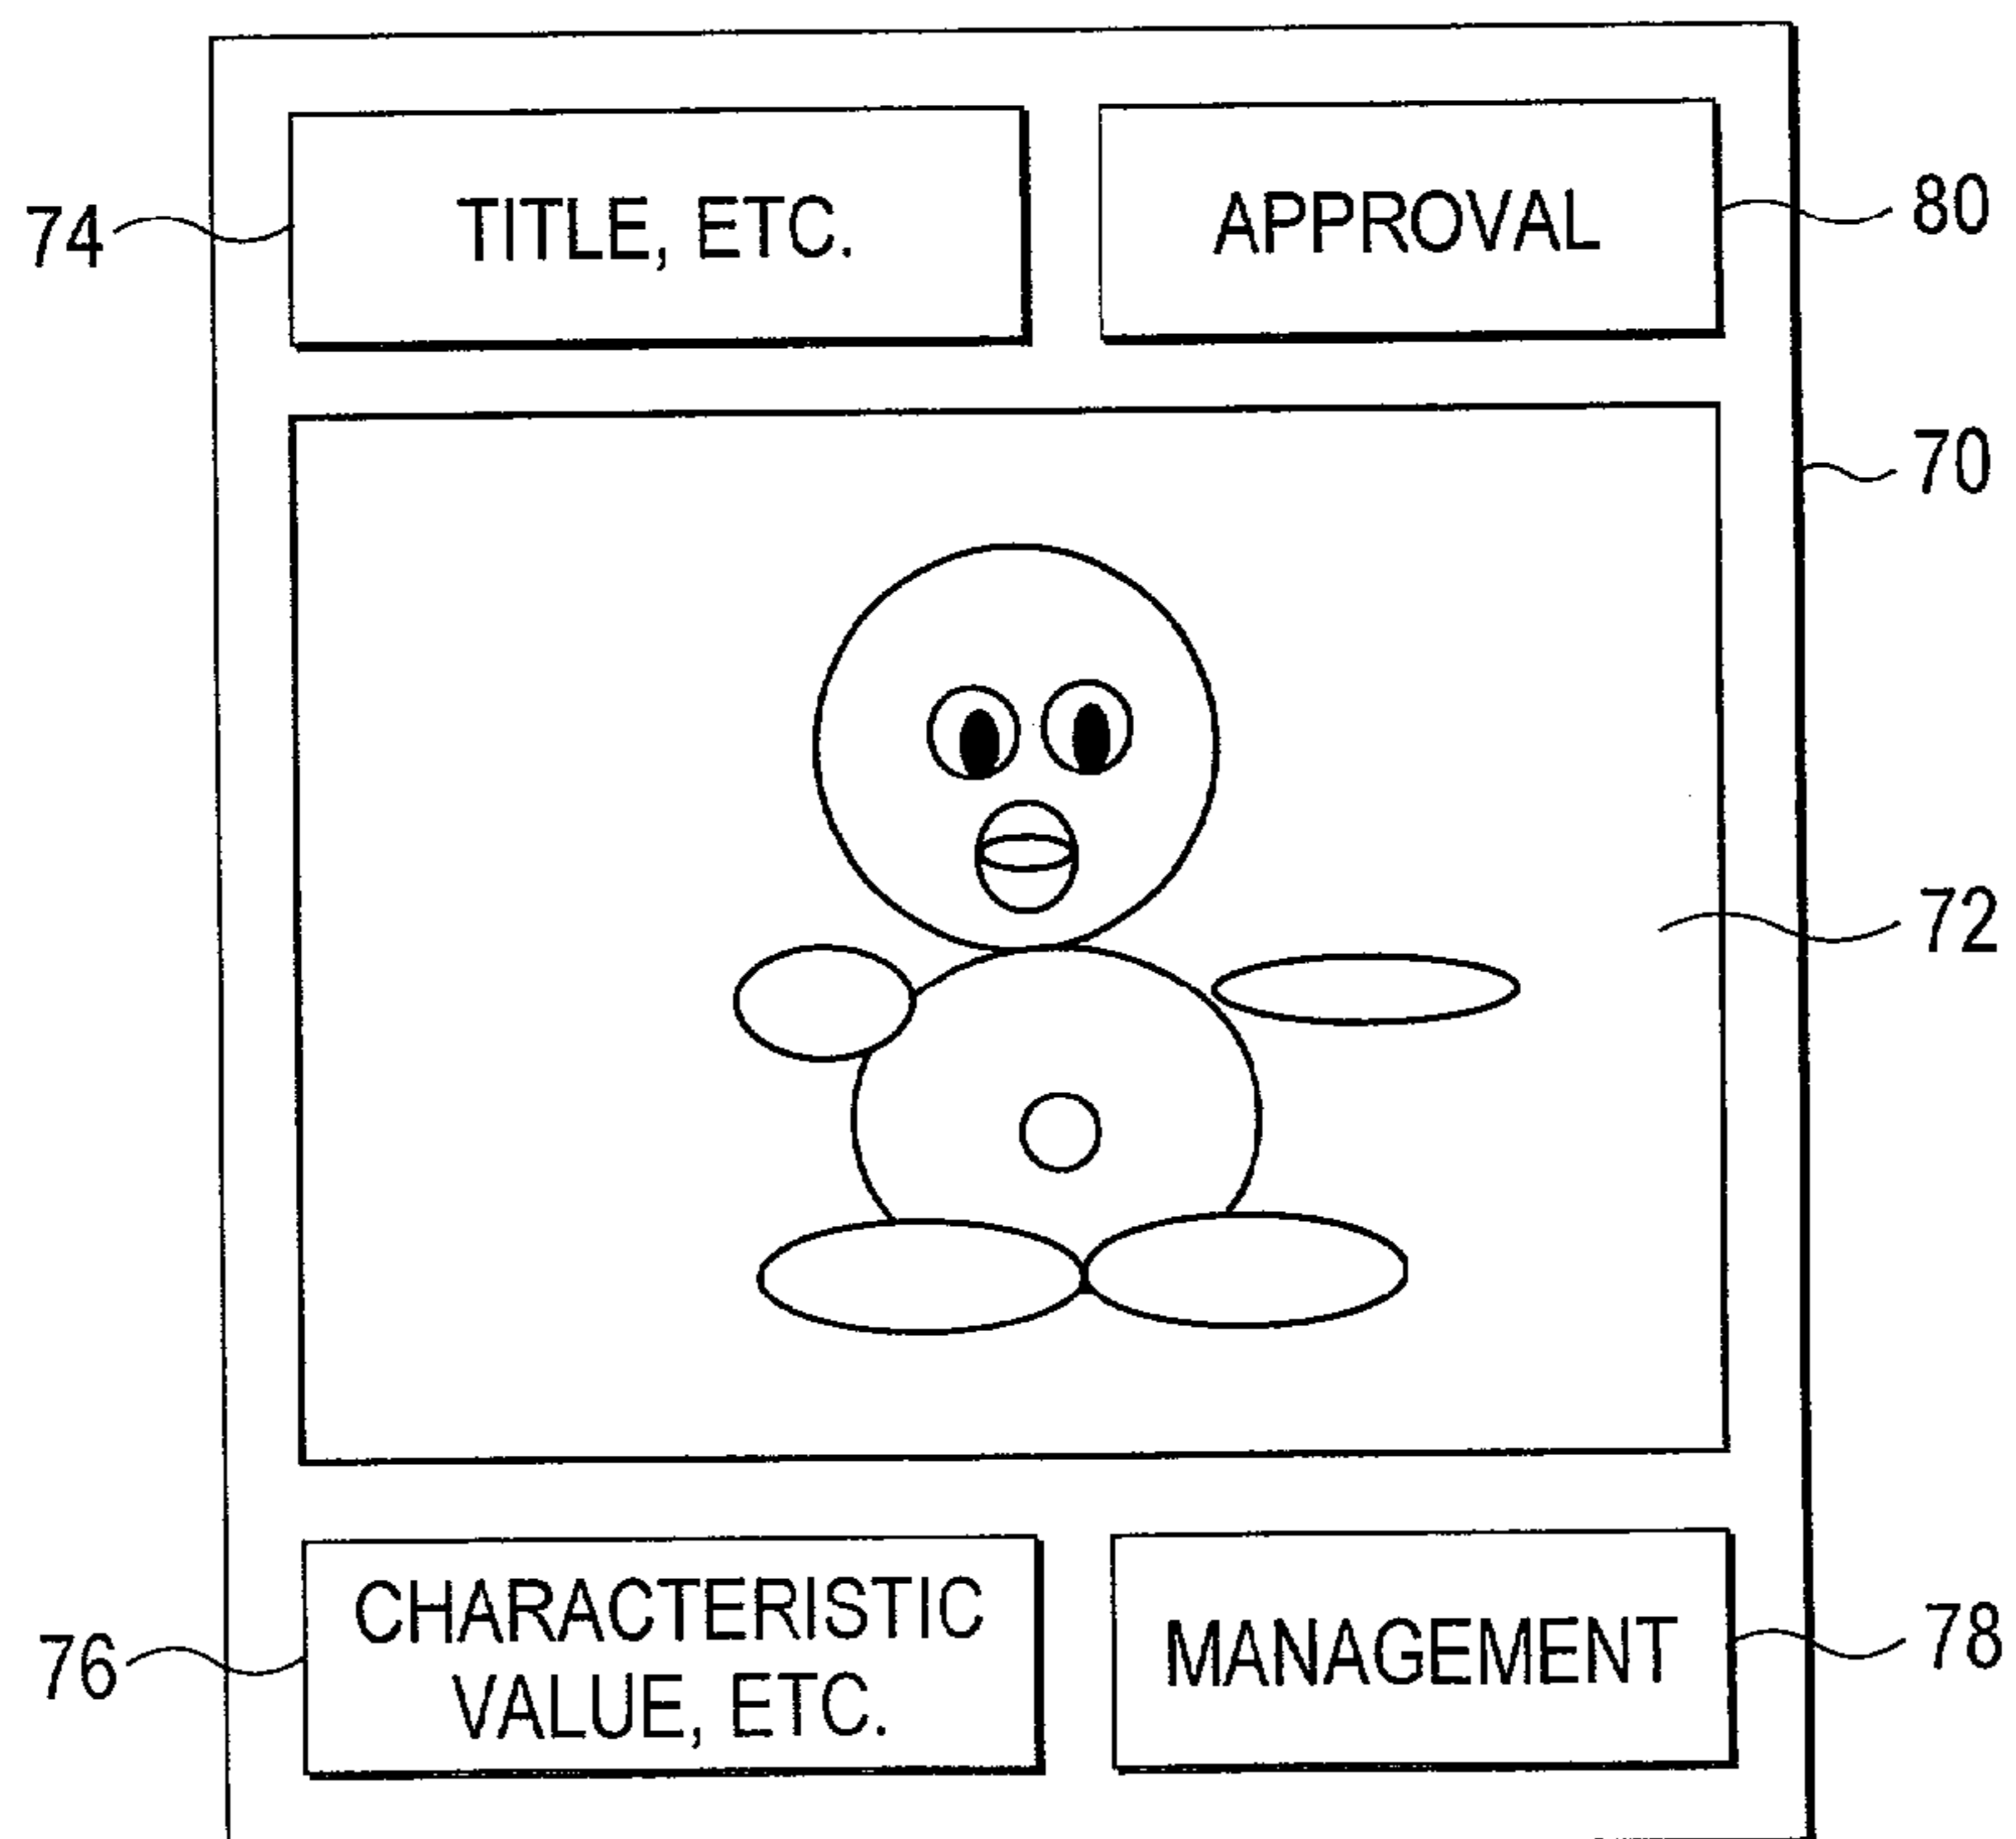 74
TITLE, ETC.
APPROVAL
80
70
72
76
CHARACTERISTIC
VALUE, ETC.
MANAGEMENT
78